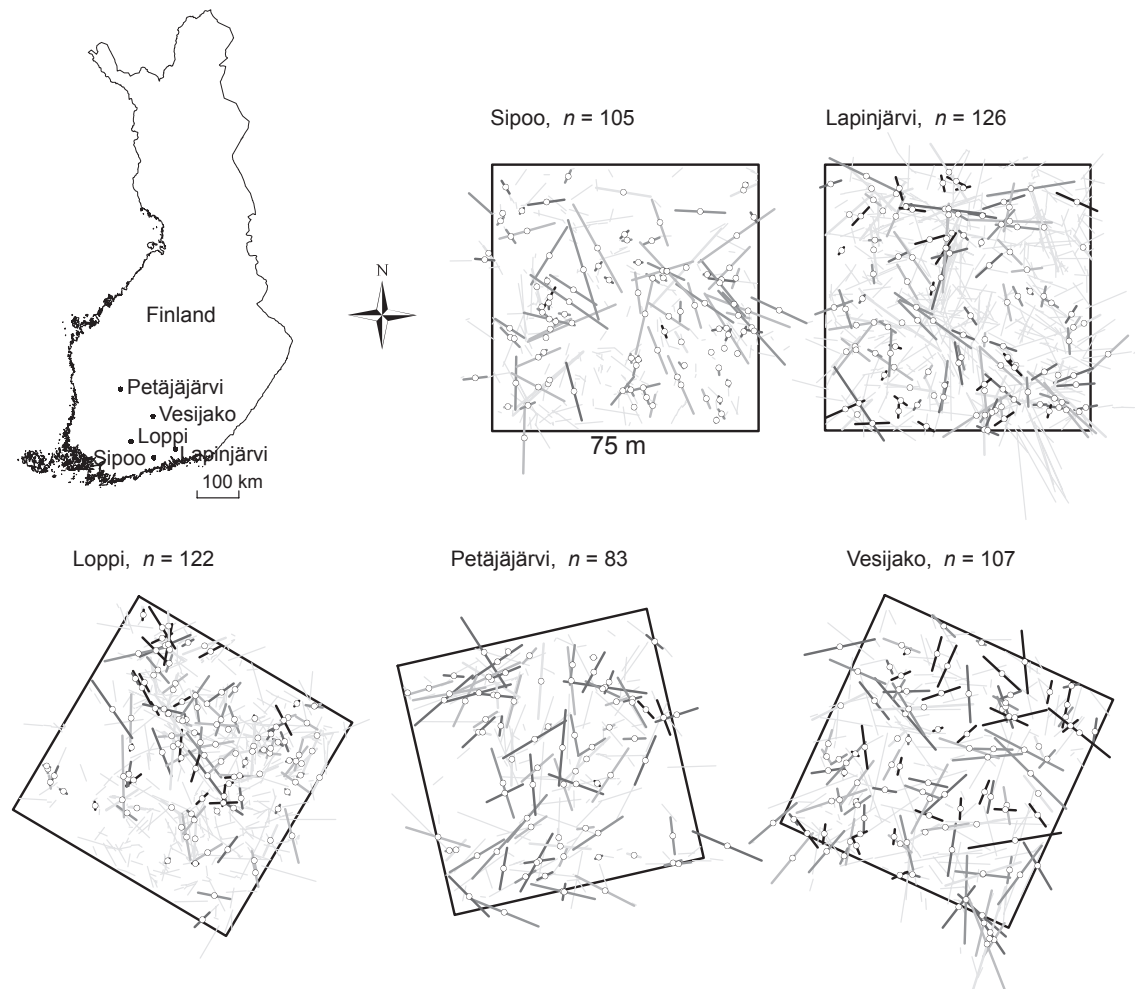 Sipoo, n = 105
Lapinjärvi, n = 126
N
Finland
Petäjäjärvi
Vesijako
Loppi
Sipoo
Lapinjärvi
100 km
75 m
Loppi, n = 122
Petäjäjärvi, n = 83
Vesijako, n = 107